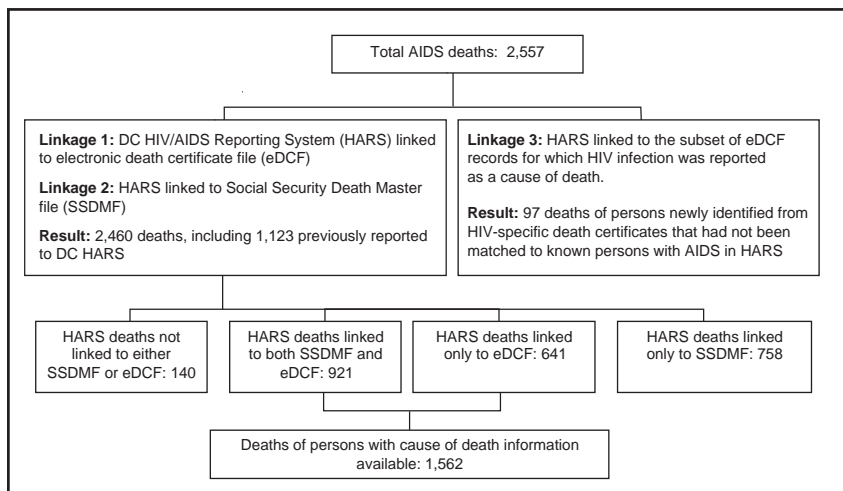 Total AIDS deaths: 2,557
Linkage 1: DC HIV/AIDS Reporting System (HARS) linked
to electronic death certificate file (eDCF)
Linkage 2: HARS linked to Social Security Death Master
file (SSDMF)
Result: 2,460 deaths, including 1,123 previously reported
to DC HARS
Linkage 3: HARS linked to the subset of eDCF
records for which HIV infection was reported
as a cause of death.
Result: 97 deaths of persons newly identified from
HIV-specific death certificates that had not been
matched to known persons with AIDS in HARS
HARS deaths not
linked to either
SSDMF or eDCF: 140
HARS deaths linked
to both SSDMF and
eDCF: 921
HARS deaths linked
only to eDCF: 641
HARS deaths linked
only to SSDMF: 758
Deaths of persons with cause of death information
available: 1,562